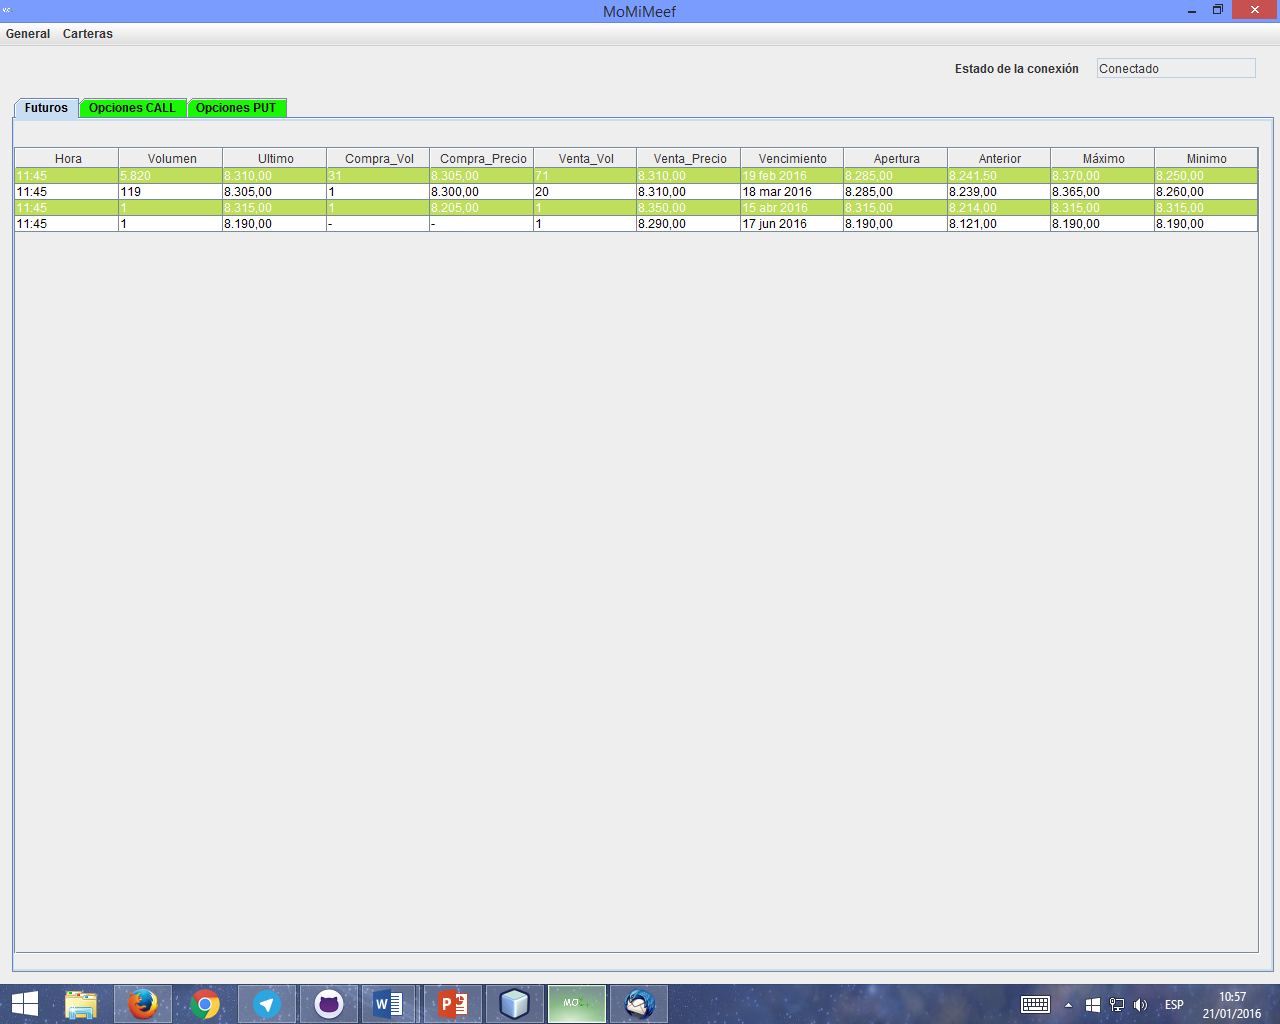 MoMiMeef
General Carteras
Estado de la conexión Conectado
Futuros Opciones CALL Opciones PUT
Hora Volumen Ultimo Compra_Vol Compra_Precio Venta_Vol Venta_Precio Vencimiento Apertura Anterior Máximo Minimo
11:45 5.820 8.310,00 31 8.305,00 71 8.310,00 19 feb 2016 8.285,00 8.241,50 8.370,00 8.250,00
11:45 119 8.305,00 1 8.300,00 20 8.310,00 18 mar 2016 8.285,00 8.239,00 8.365,00 8.260,00
11:45 1 8.315,00 1 8.205,00 1 8.350,00 15 abr 2016 8.315,00 8.214,00 8.315,00 8.315,00
11:45 1 8.190,00 - - 1 8.290,00 17 jun 2016 8.190,00 8.121,00 8.190,00 8.190,00
ESP 10:57
21/01/2016